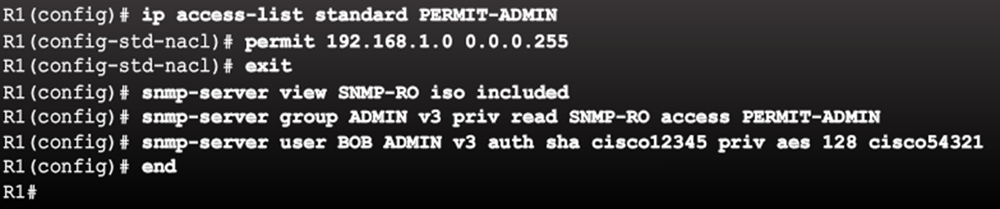 R1(config)# ip access-list standard PERMIT-ADMIN
R1(config-std-nacl)# permit 192.168.1.0 0.0.0.255
R1(config-std-nacl)# exit
R1(config)# snmp-server view SNMP-RO iso included
R1(config)# snmp-server group ADMIN v3 priv read SNMP-RO access PERMIT-ADMIN
R1(config)# snmp-server user BOB ADMIN v3 auth sha cisco12345 priv aes 128 cisco54321
R1(config)# end
R1#